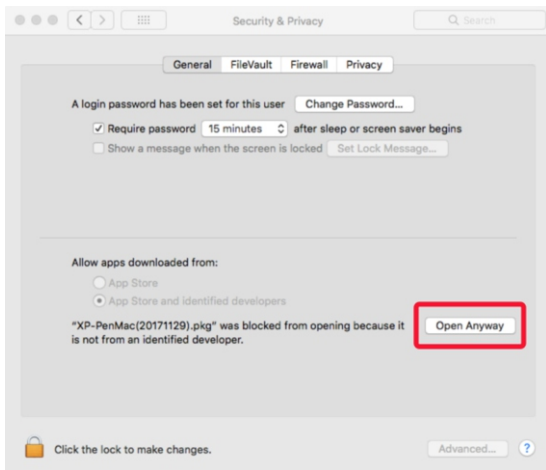 Security & Privacy
Search
General FileVault Firewall Privacy
A login password has been set for this user Change Password...
Require password 15 minutes after sleep or screen saver begins
Show a message when the screen is locked Set Lock Message...
Allow apps downloaded from:
App Store
App Store and identified developers
"XP-PenMac(20171129).pkg" was blocked from opening because it
is not from an identified developer.
Open Anyway
Click the lock to make changes.
Advanced...
?